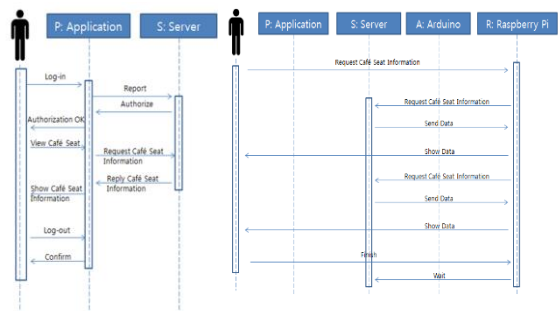 P: Application
S: Server
Log-in
Report
Authorize
Authorization OK
View Café Seat
Request Café Seat
Information
Reply Café Seat
Information
Show Café Seat
Information
Log-out
Confirm
P: Application
S: Server
A: Arduino
R: Raspberry Pi
Request Café Seat Information
Request Café Seat Information
Send Data
Show Data
Request Café Seat Information
Send Data
Show Data
Finish
Wait